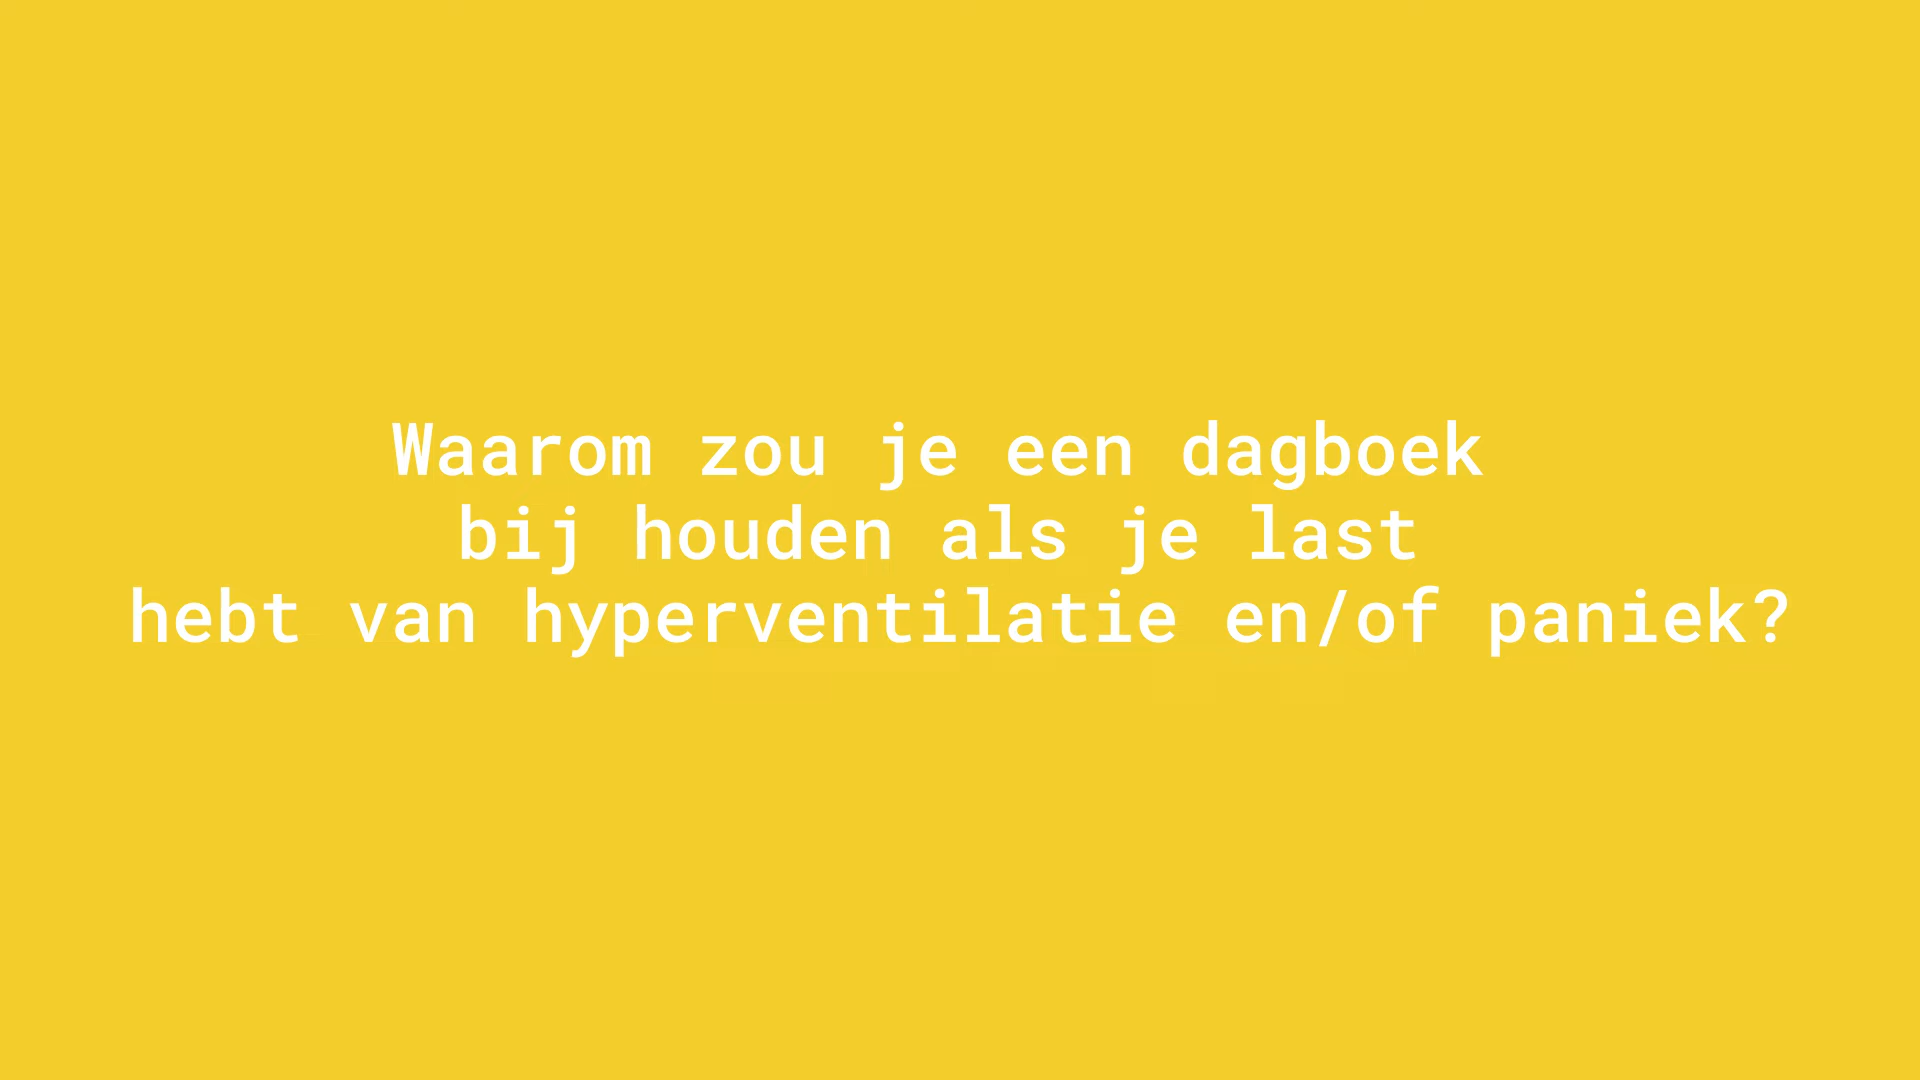 Waarom zou je een dagboek
bij houden als je last
hebt van hyperventilatie en/of paniek?